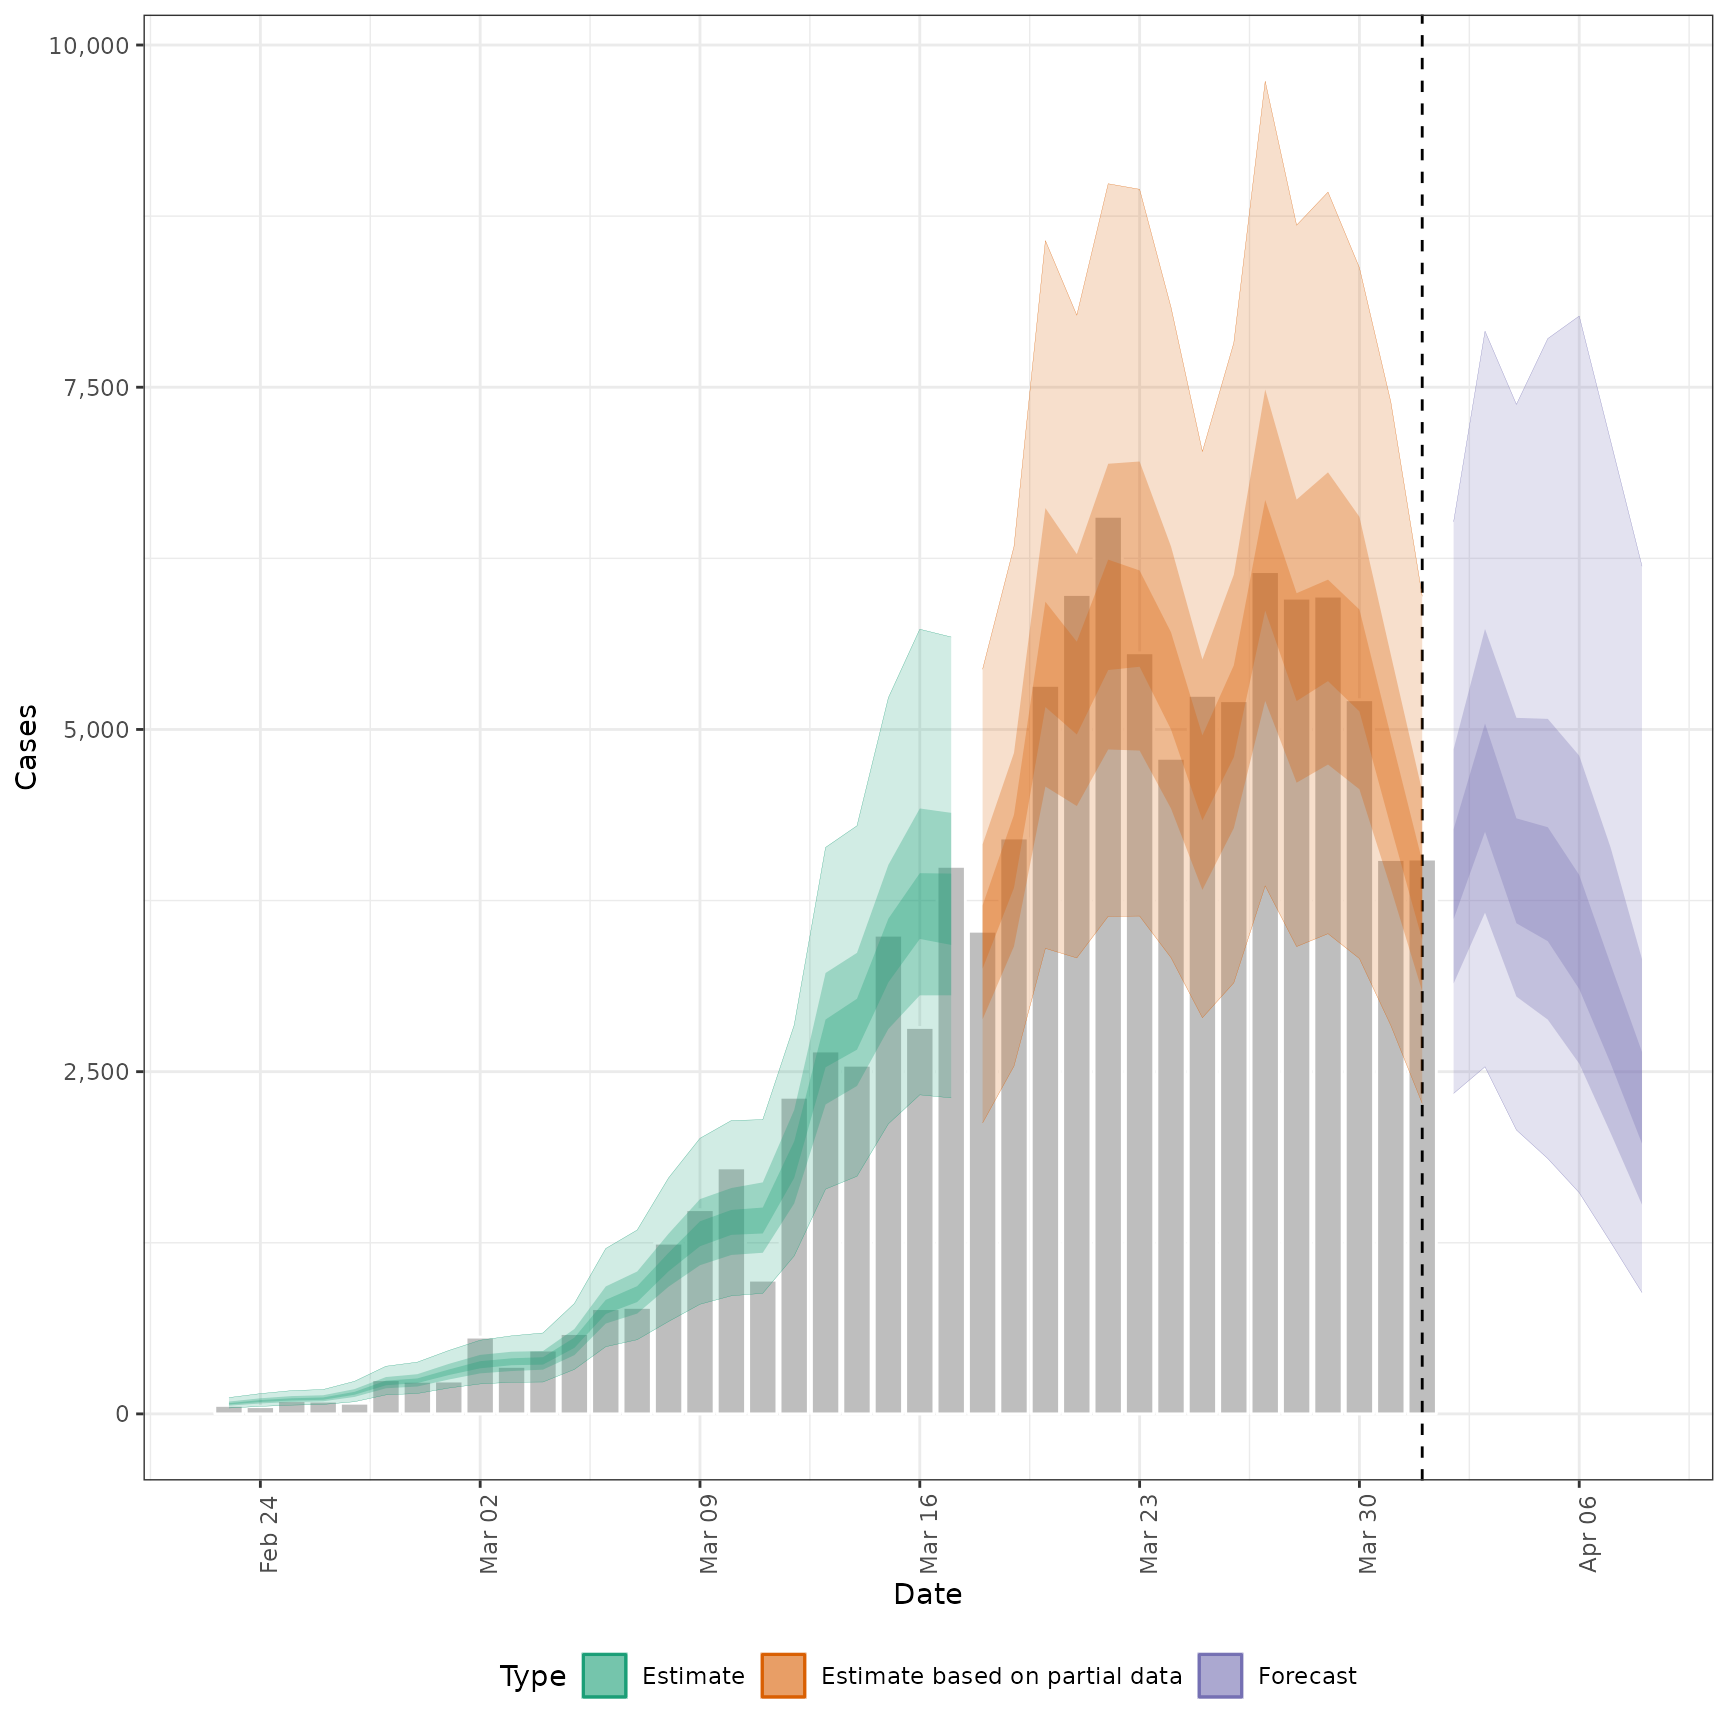 10,000
7,500
5,000
2,500
0
Cases
Feb 24
Mar 02
Mar 09
Mar 16
Mar 23
Mar 30
Apr 06
Date
Type Estimate Estimate based on partial data Forecast